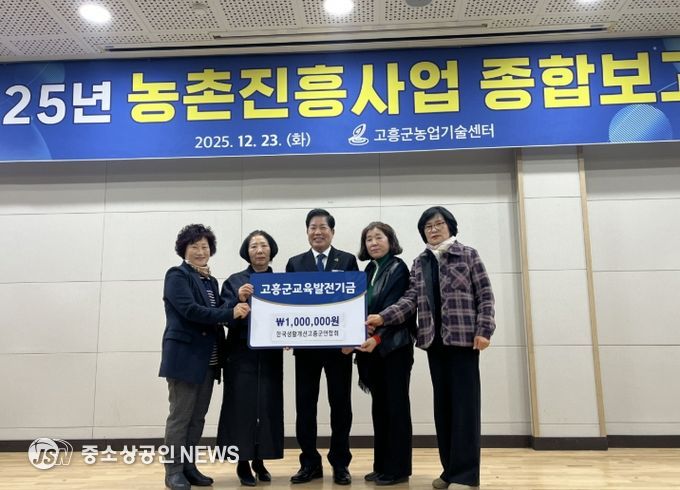 25년 농촌진흥사업 종합보고
2025. 12. 23. (화) 고흥군농업기술센터
고흥군교육발전기금
₩1,000,000원
한국생활개선고흥군연합회
JSN 중소상공인 NEWS